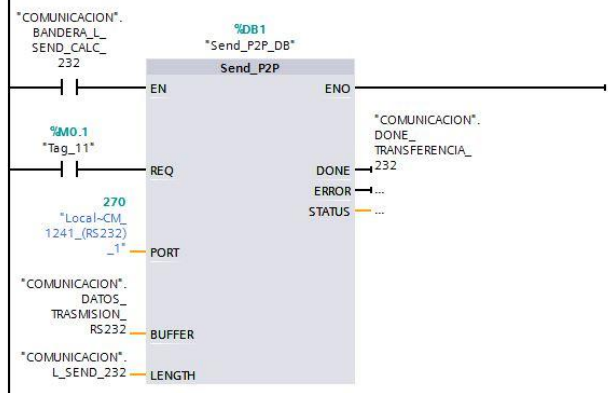 "COMUNICACION".
BANDERA_L_
SEND_CALC_
232
%DB1
"Send_P2P_DB"
Send_P2P
EN
ENO
%M0.1
"Tag_11"
REQ
"COMUNICACION".
DONE_
TRANSFERENCIA_
232
DONE
ERROR
...
STATUS
...
270
"Local~CM_
1241_(RS232)
_1"
PORT
"COMUNICACION".
DATOS_
TRASMISION_
RS232
BUFFER
"COMUNICACION".
L_SEND_232
LENGTH